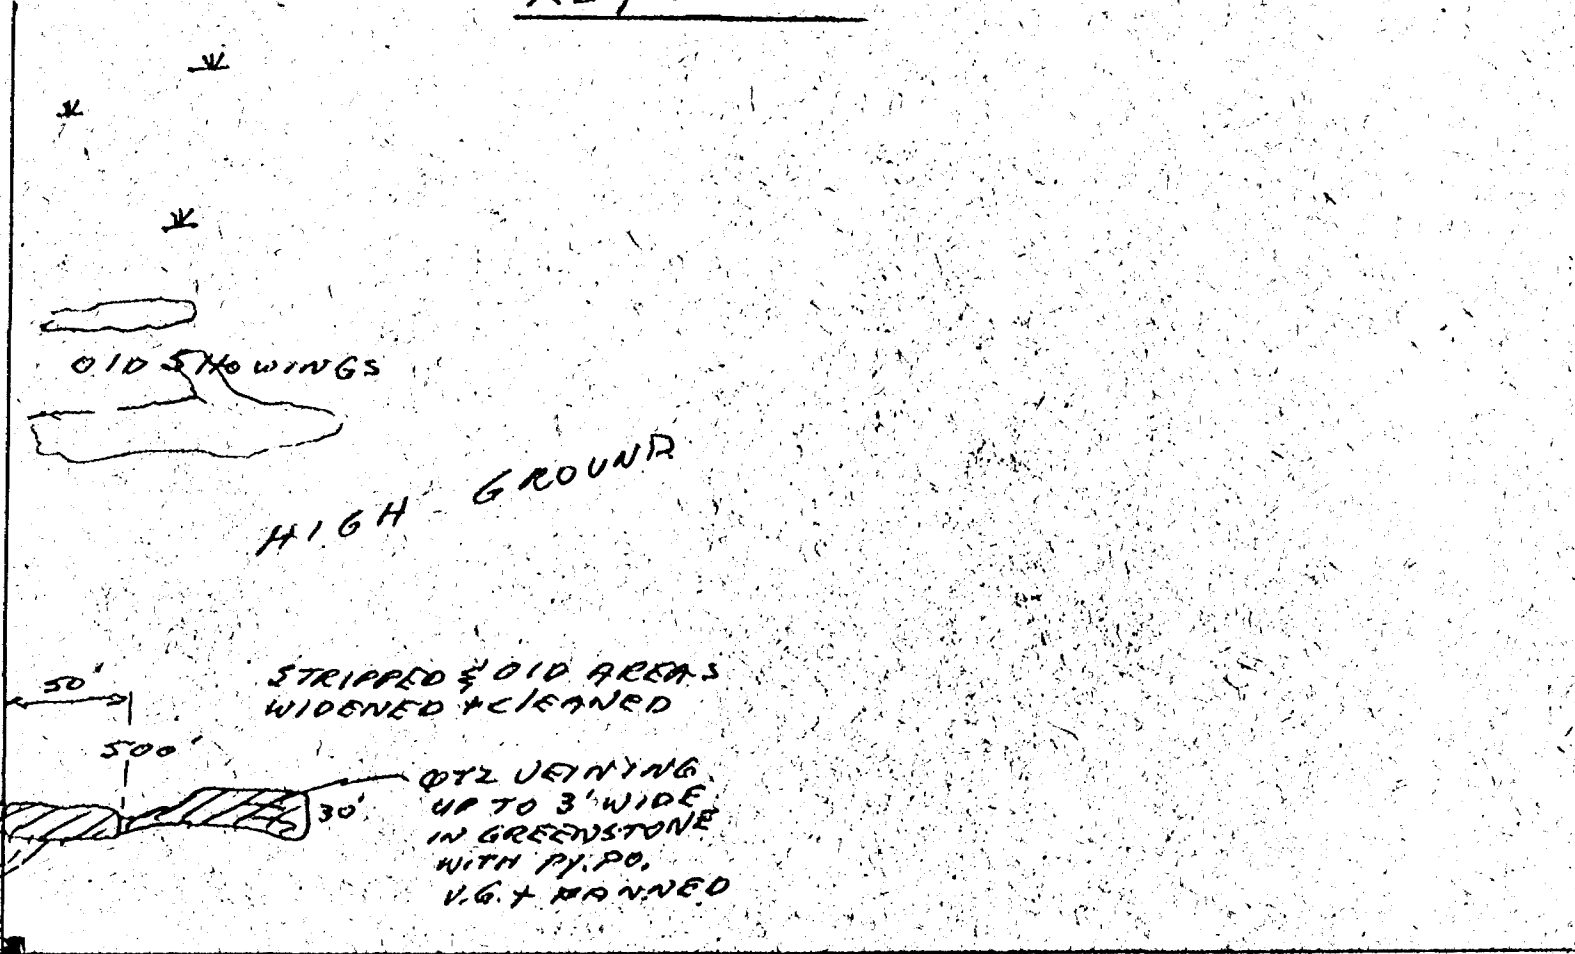 OLD SHOWINGS
HIGH GROUND
50'
STRIPPED & OLD AREAS
WIDENED + CLEANED
500'
QTZ VEINING
UP TO 3' WIDE
30'
IN GREENSTONE
WITH PY. PO.
V.G. + PANNED